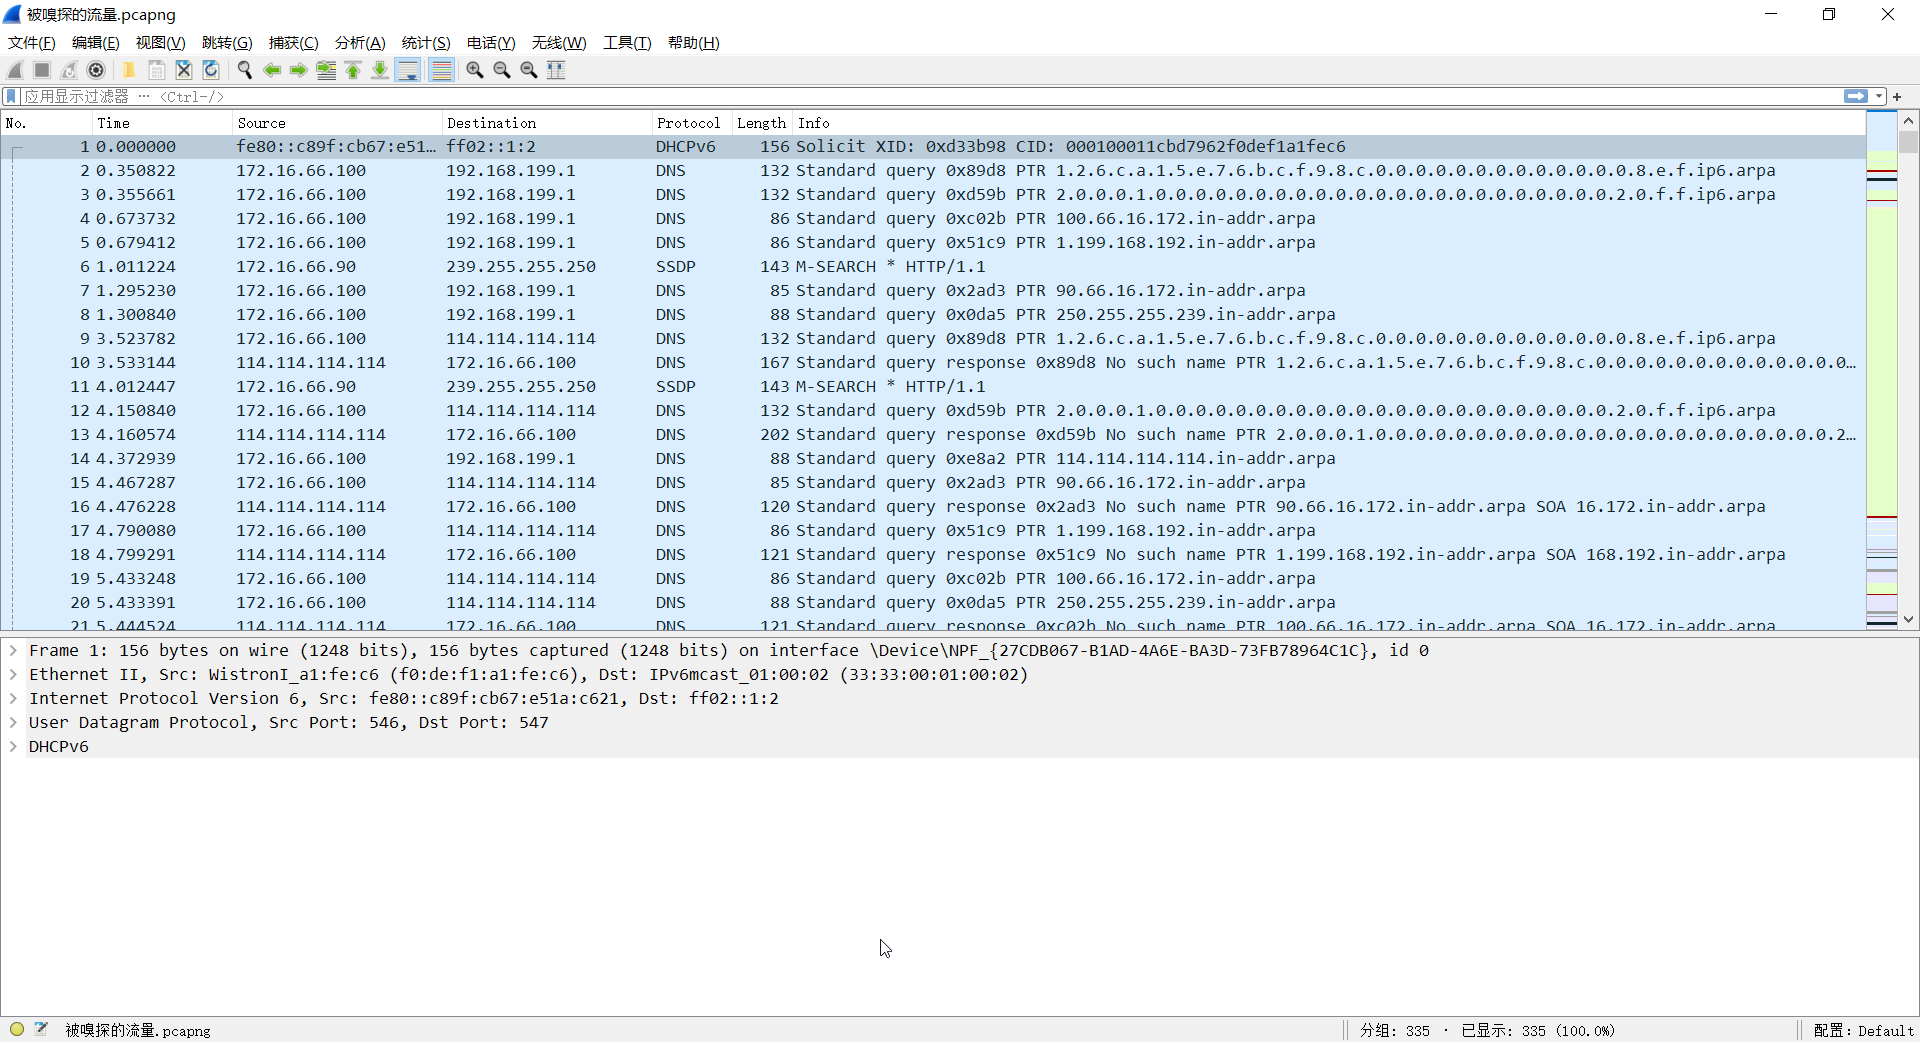 被嗅探的流量.pcapng
文件(F) 编辑(E) 视图(V) 跳转(G) 捕获(C) 分析(A) 统计(S) 电话(Y) 无线(W) 工具(T) 帮助(H)
应用显示过滤器 … <Ctrl-/>
No. Time Source Destination Protocol Length Info
1 0.000000 fe80::c89f:cb67:e51… ff02::1:2 DHCPv6 156 Solicit XID: 0xd33b98 CID: 000100011cbd7962f0def1a1fec6
2 0.350822 172.16.66.100 192.168.199.1 DNS 132 Standard query 0x89d8 PTR 1.2.6.c.a.1.5.e.7.6.b.c.f.9.8.c.0.0.0.0.0.0.0.0.0.0.0.0.0.8.e.f.ip6.arpa
3 0.355661 172.16.66.100 192.168.199.1 DNS 132 Standard query 0xd59b PTR 2.0.0.0.1.0.0.0.0.0.0.0.0.0.0.0.0.0.0.0.0.0.0.0.0.0.0.0.2.0.f.f.ip6.arpa
4 0.673732 172.16.66.100 192.168.199.1 DNS 86 Standard query 0xc02b PTR 100.66.16.172.in-addr.arpa
5 0.679412 172.16.66.100 192.168.199.1 DNS 86 Standard query 0x51c9 PTR 1.199.168.192.in-addr.arpa
6 1.011224 172.16.66.90 239.255.255.250 SSDP 143 M-SEARCH * HTTP/1.1
7 1.295230 172.16.66.100 192.168.199.1 DNS 85 Standard query 0x2ad3 PTR 90.66.16.172.in-addr.arpa
8 1.300840 172.16.66.100 192.168.199.1 DNS 88 Standard query 0x0da5 PTR 250.255.255.239.in-addr.arpa
9 3.523782 172.16.66.100 114.114.114.114 DNS 132 Standard query 0x89d8 PTR 1.2.6.c.a.1.5.e.7.6.b.c.f.9.8.c.0.0.0.0.0.0.0.0.0.0.0.0.0.8.e.f.ip6.arpa
10 3.533144 114.114.114.114 172.16.66.100 DNS 167 Standard query response 0x89d8 No such name PTR 1.2.6.c.a.1.5.e.7.6.b.c.f.9.8.c.0.0.0.0.0.0.0.0.0.0.0.0.0…
11 4.012447 172.16.66.90 239.255.255.250 SSDP 143 M-SEARCH * HTTP/1.1
12 4.150840 172.16.66.100 114.114.114.114 DNS 132 Standard query 0xd59b PTR 2.0.0.0.1.0.0.0.0.0.0.0.0.0.0.0.0.0.0.0.0.0.0.0.0.0.0.0.2.0.f.f.ip6.arpa
13 4.160574 114.114.114.114 172.16.66.100 DNS 202 Standard query response 0xd59b No such name PTR 2.0.0.0.1.0.0.0.0.0.0.0.0.0.0.0.0.0.0.0.0.0.0.0.0.0.0.0.2…
14 4.372939 172.16.66.100 192.168.199.1 DNS 88 Standard query 0xe8a2 PTR 114.114.114.114.in-addr.arpa
15 4.467287 172.16.66.100 114.114.114.114 DNS 85 Standard query 0x2ad3 PTR 90.66.16.172.in-addr.arpa
16 4.476228 114.114.114.114 172.16.66.100 DNS 120 Standard query response 0x2ad3 No such name PTR 90.66.16.172.in-addr.arpa SOA 16.172.in-addr.arpa
17 4.790080 172.16.66.100 114.114.114.114 DNS 86 Standard query 0x51c9 PTR 1.199.168.192.in-addr.arpa
18 4.799291 114.114.114.114 172.16.66.100 DNS 121 Standard query response 0x51c9 No such name PTR 1.199.168.192.in-addr.arpa SOA 168.192.in-addr.arpa
19 5.433248 172.16.66.100 114.114.114.114 DNS 86 Standard query 0xc02b PTR 100.66.16.172.in-addr.arpa
20 5.433391 172.16.66.100 114.114.114.114 DNS 88 Standard query 0x0da5 PTR 250.255.255.239.in-addr.arpa
21 5.444524 114.114.114.114 172.16.66.100 DNS 121 Standard query response 0xc02b No such name PTR 100.66.16.172.in-addr.arpa SOA 16.172.in-addr.arpa
Frame 1: 156 bytes on wire (1248 bits), 156 bytes captured (1248 bits) on interface \Device\NPF_{27CDB067-B1AD-4A6E-BA3D-73FB78964C1C}, id 0
Ethernet II, Src: WistronI_a1:fe:c6 (f0:de:f1:a1:fe:c6), Dst: IPv6mcast_01:00:02 (33:33:00:01:00:02)
Internet Protocol Version 6, Src: fe80::c89f:cb67:e51a:c621, Dst: ff02::1:2
User Datagram Protocol, Src Port: 546, Dst Port: 547
DHCPv6
被嗅探的流量.pcapng 分组: 335 · 已显示: 335 (100.0%) 配置: Default